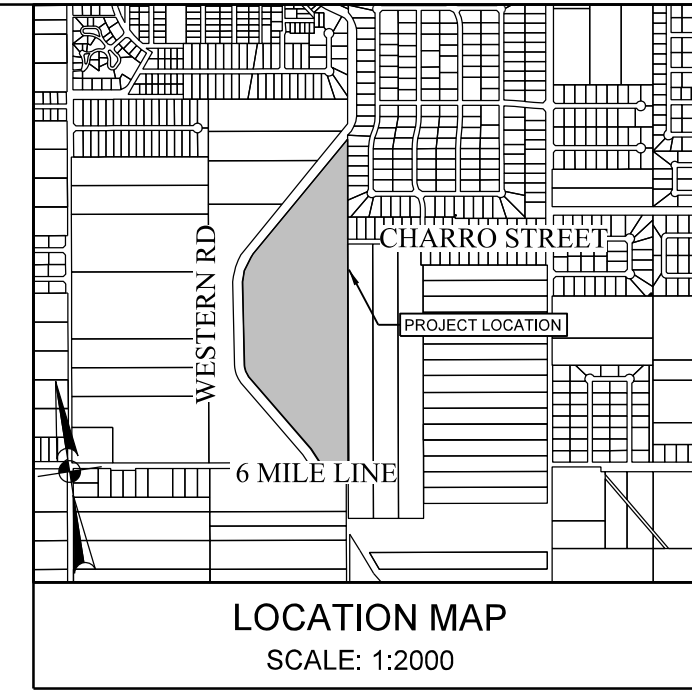 CHARRO STREET
WESTERN RD
PROJECT LOCATION
6 MILE LINE
LOCATION MAP
SCALE: 1:2000